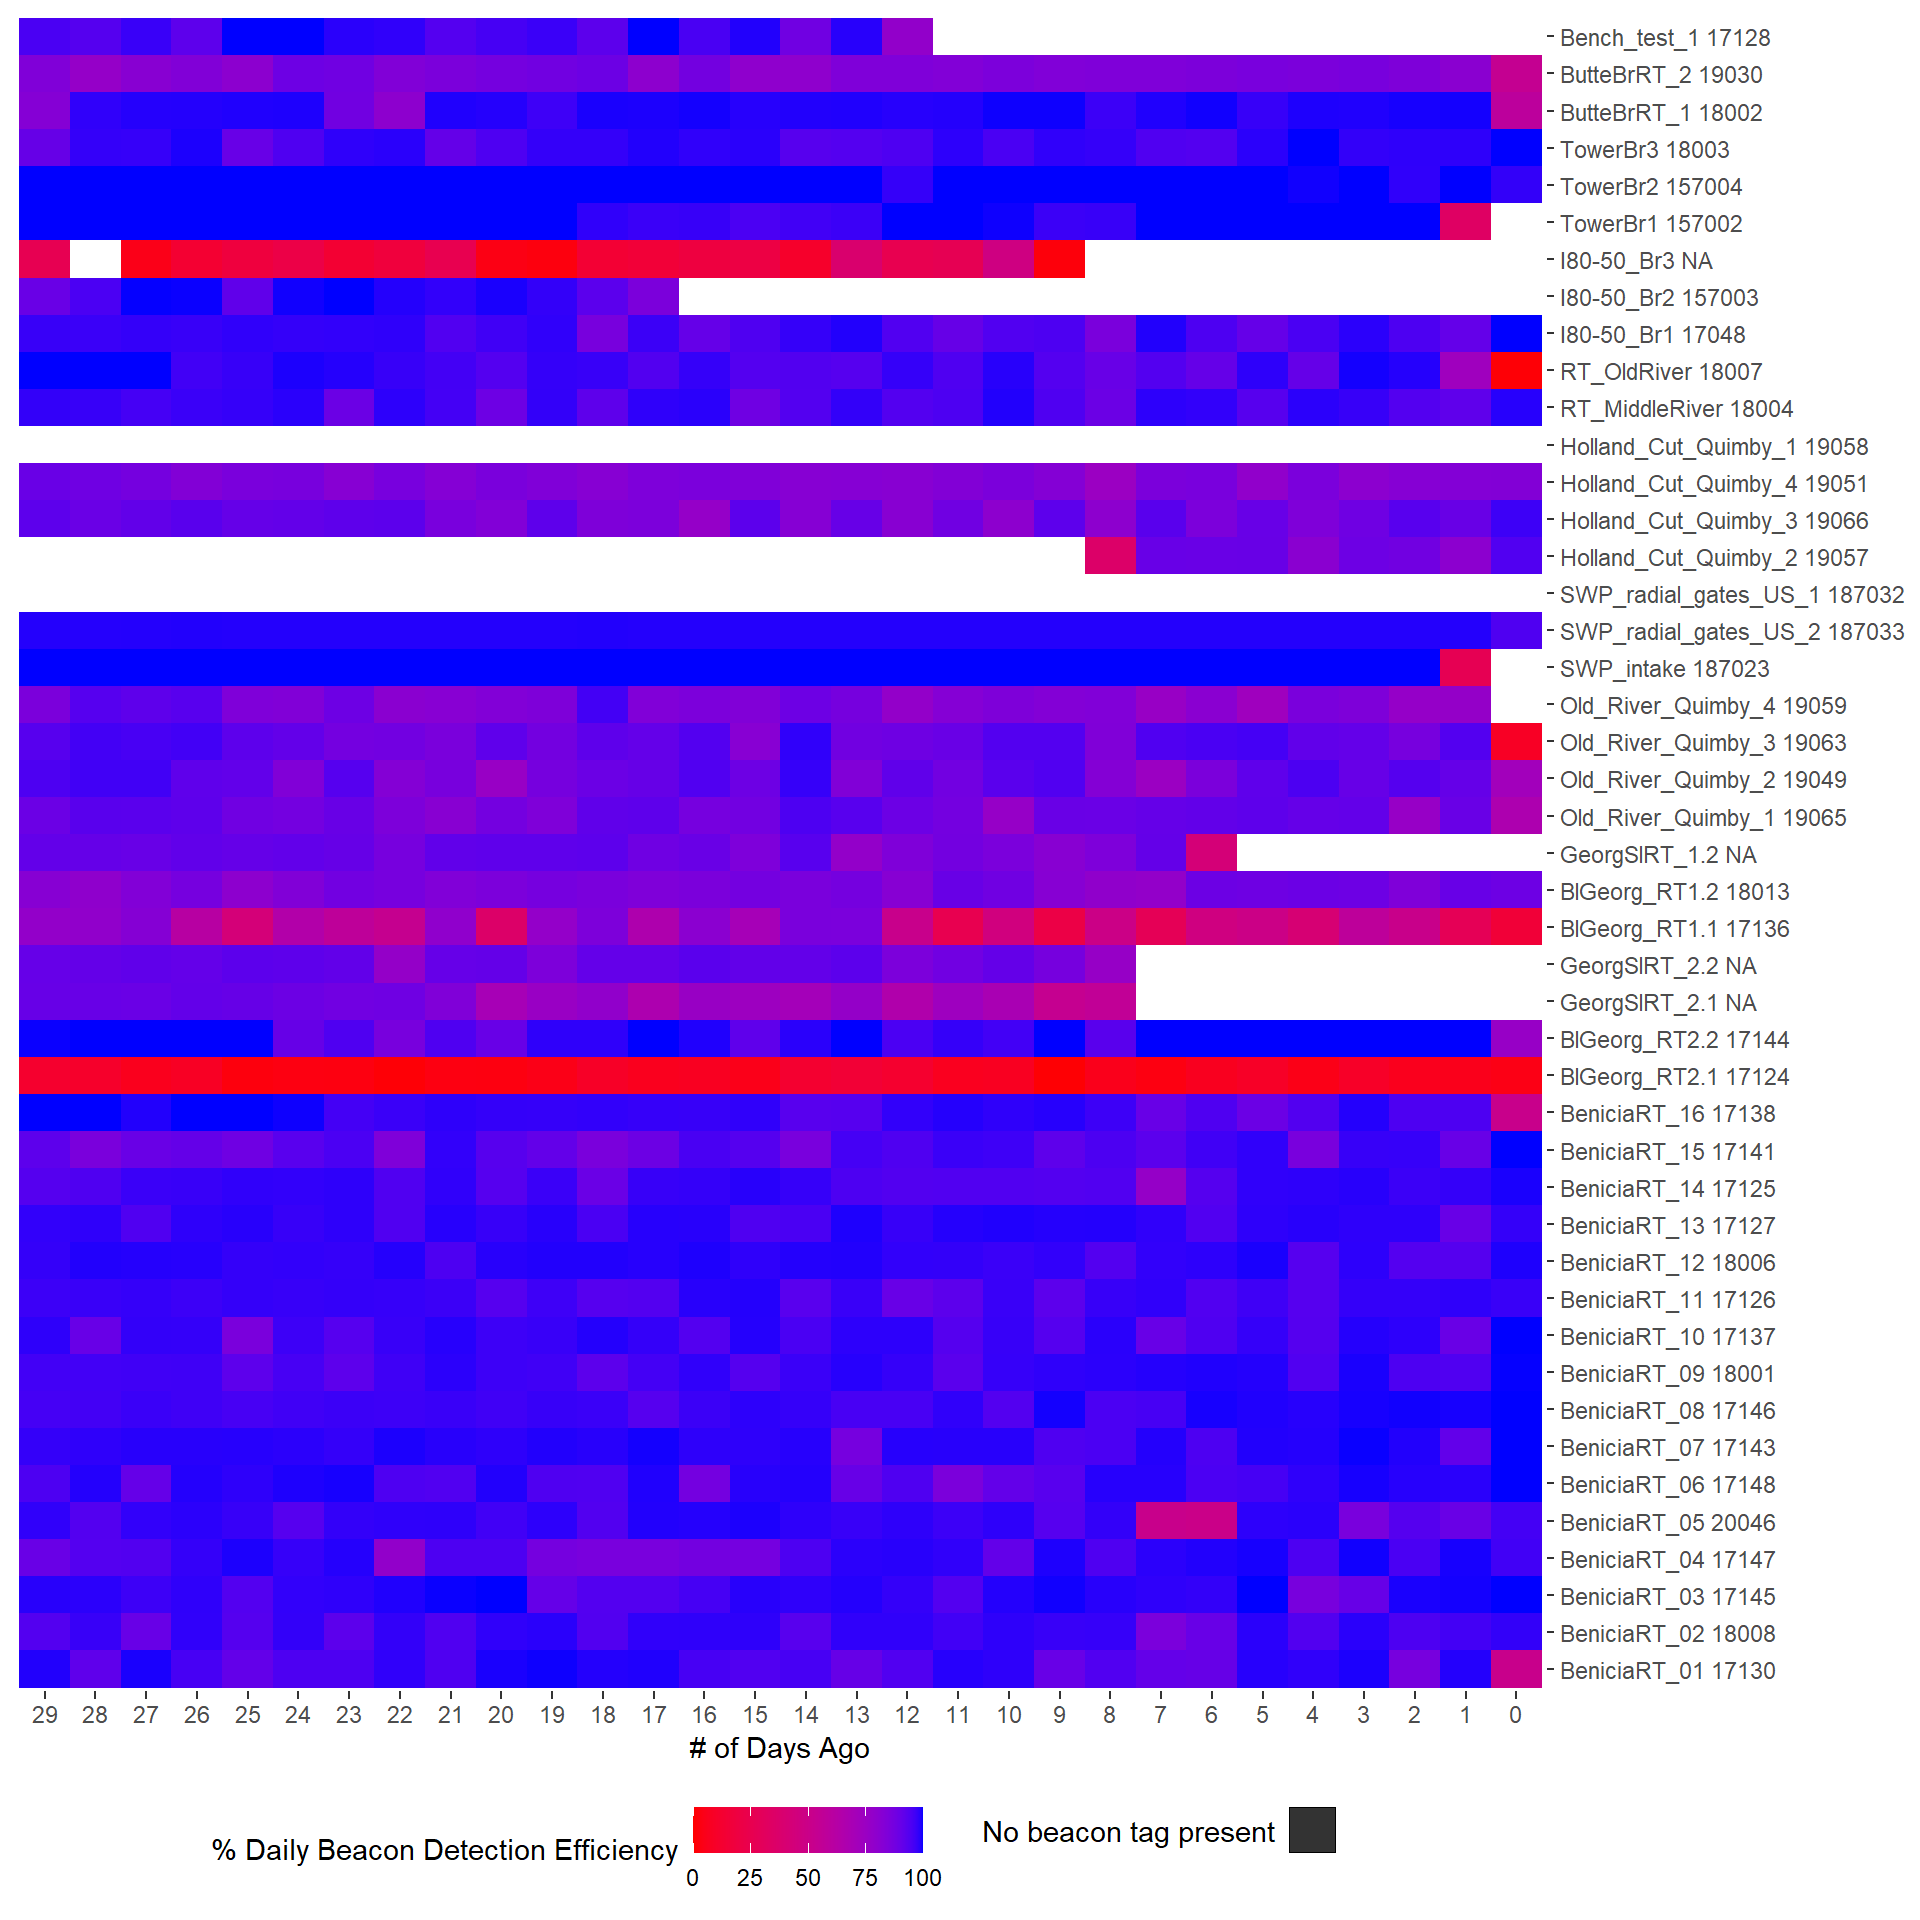 Bench_test_1 17128
ButteBrRT_2 19030
ButteBrRT_1 18002
TowerBr3 18003
TowerBr2 157004
TowerBr1 157002
I80-50_Br3 NA
I80-50_Br2 157003
I80-50_Br1 17048
RT_OldRiver 18007
RT_MiddleRiver 18004
Holland_Cut_Quimby_1 19058
Holland_Cut_Quimby_4 19051
Holland_Cut_Quimby_3 19066
Holland_Cut_Quimby_2 19057
SWP_radial_gates_US_1 187032
SWP_radial_gates_US_2 187033
SWP_intake 187023
Old_River_Quimby_4 19059
Old_River_Quimby_3 19063
Old_River_Quimby_2 19049
Old_River_Quimby_1 19065
GeorgSlRT_1.2 NA
BlGeorg_RT1.2 18013
BlGeorg_RT1.1 17136
GeorgSlRT_2.2 NA
GeorgSlRT_2.1 NA
BlGeorg_RT2.2 17144
BlGeorg_RT2.1 17124
BeniciaRT_16 17138
BeniciaRT_15 17141
BeniciaRT_14 17125
BeniciaRT_13 17127
BeniciaRT_12 18006
BeniciaRT_11 17126
BeniciaRT_10 17137
BeniciaRT_09 18001
BeniciaRT_08 17146
BeniciaRT_07 17143
BeniciaRT_06 17148
BeniciaRT_05 20046
BeniciaRT_04 17147
BeniciaRT_03 17145
BeniciaRT_02 18008
BeniciaRT_01 17130
29 28 27 26 25 24 23 22 21 20 19 18 17 16 15 14 13 12 11 10 9 8 7 6 5 4 3 2 1 0
# of Days Ago
% Daily Beacon Detection Efficiency
0 25 50 75 100
No beacon tag present